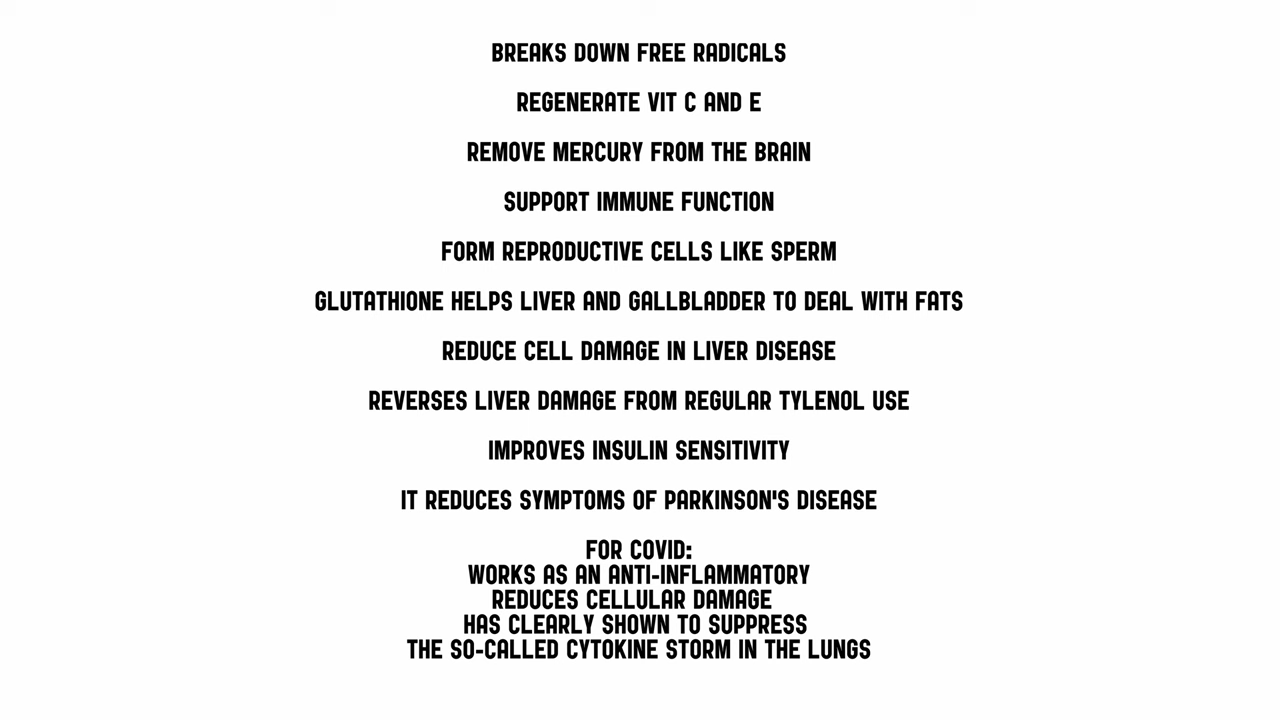 BREAKS DOWN FREE RADICALS
REGENERATE VIT C AND E
REMOVE MERCURY FROM THE BRAIN
SUPPORT IMMUNE FUNCTION
FORM REPRODUCTIVE CELLS LIKE SPERM
GLUTATHIONE HELPS LIVER AND GALLBLADDER TO DEAL WITH FATS
REDUCE CELL DAMAGE IN LIVER DISEASE
REVERSES LIVER DAMAGE FROM REGULAR TYLENOL USE
IMPROVES INSULIN SENSITIVITY
IT REDUCES SYMPTOMS OF PARKINSON'S DISEASE
FOR COVID:
WORKS AS AN ANTI-INFLAMMATORY
REDUCES CELLULAR DAMAGE
HAS CLEARLY SHOWN TO SUPPRESS
THE SO-CALLED CYTOKINE STORM IN THE LUNGS